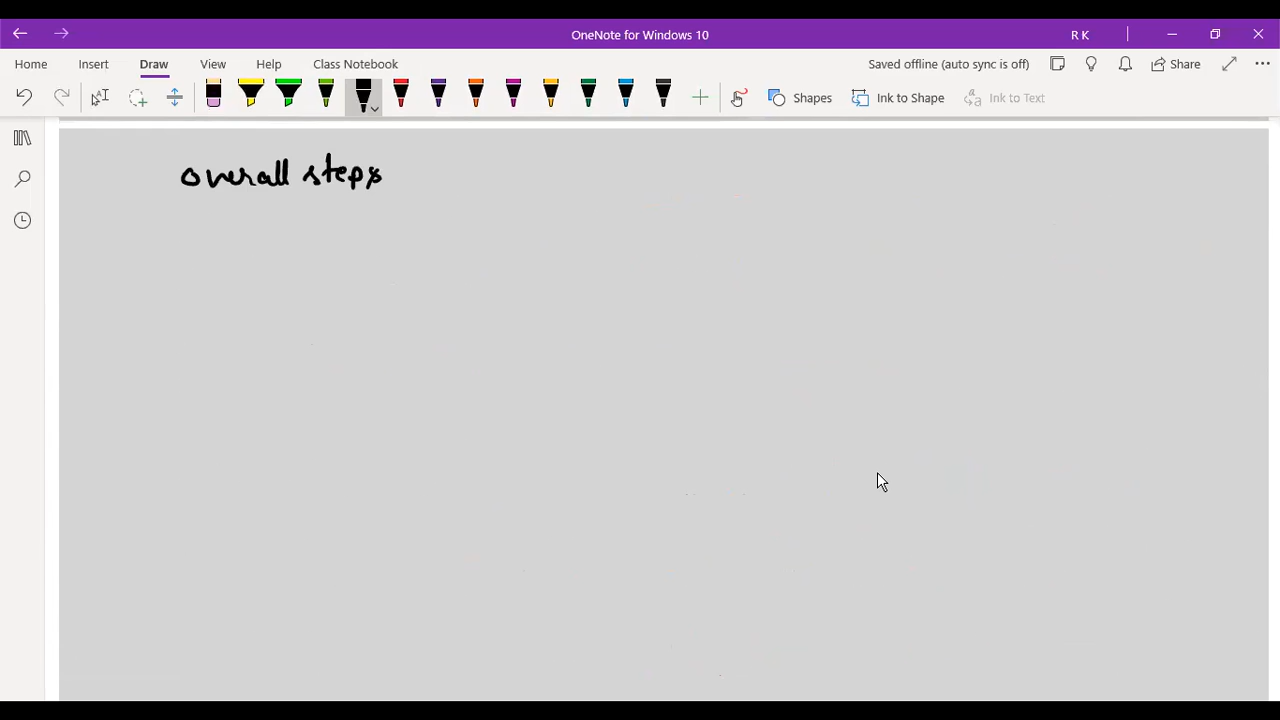 OneNote for Windows 10
R K
Home Insert Draw View Help Class Notebook
Saved offline (auto sync is off) Share
Shapes Ink to Shape Ink to Text
overall steps